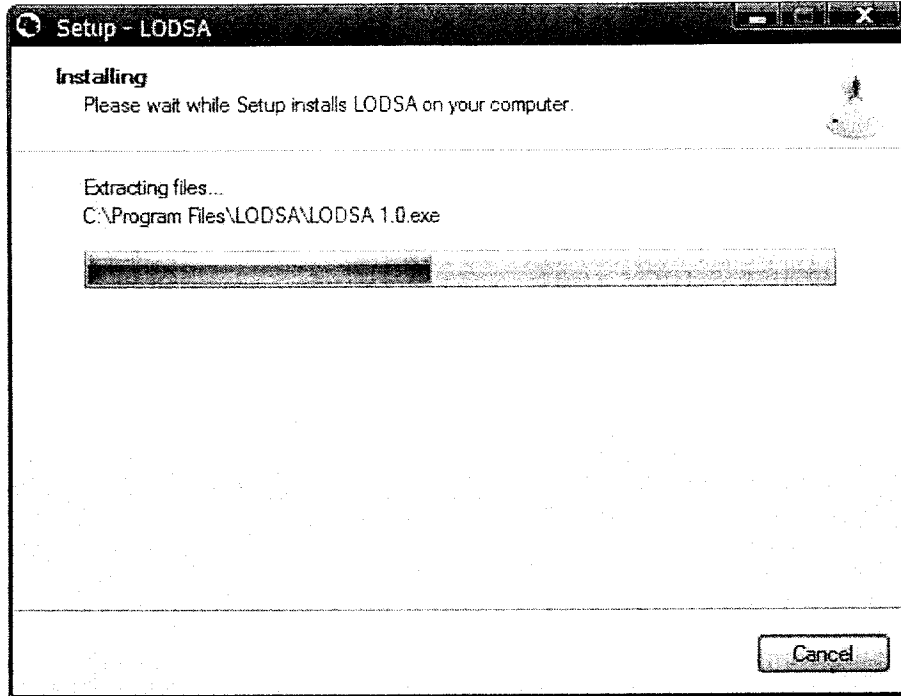 Setup - LODSA
Installing
Please wait while Setup installs LODSA on your computer.
Extracting files...
C:\Program Files\LODSA\LODSA 1.0.exe
Cancel